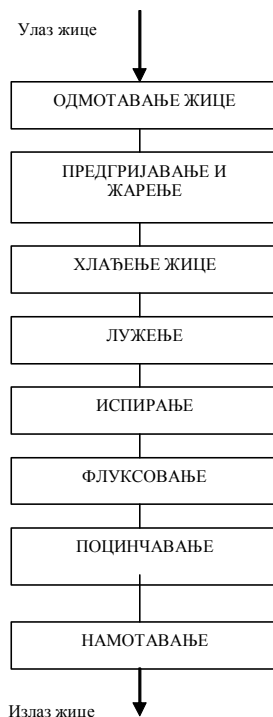 Улаз жице
ОДМОТАВАЊЕ ЖИЦЕ
ПРЕДГРИЈАВАЊЕ И
ЖАРЕЊЕ
ХЛАЂЕЊЕ ЖИЦЕ
ЛУЖЕЊЕ
ИСПИРАЊЕ
ФЛУКСОВАЊЕ
ПОЦИНЧАВАЊЕ
НАМОТАВАЊЕ
Излаз жице